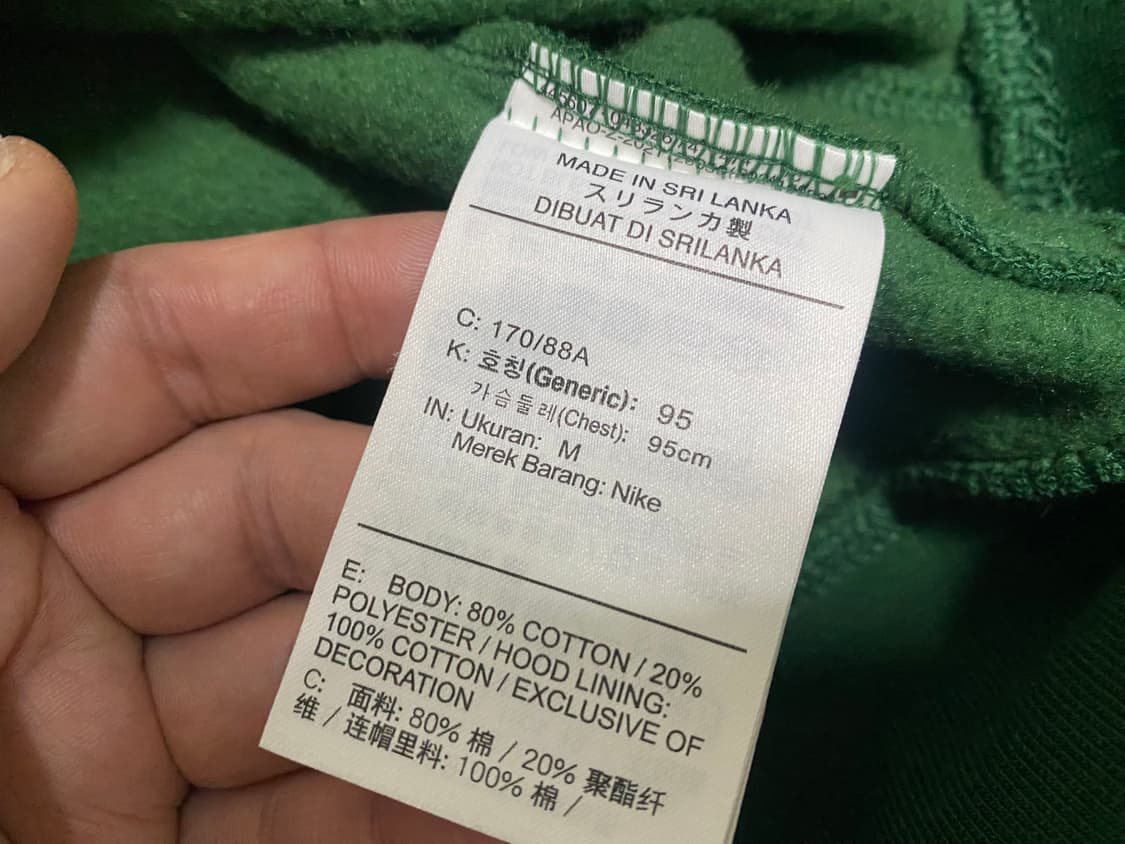 MADE IN SRI LANKA
スリランカ製
DIBUAT DI SRILANKA
C: 170/88A
K: 호칭(Generic): 95
가슴둘레(Chest): 95cm
IN: Ukuran: M
Merek Barang: Nike
E: BODY: 80% COTTON / 20%
POLYESTER / HOOD LINING:
100% COTTON / EXCLUSIVE OF
DECORATION
C: 面料: 80% 棉 / 20% 聚酯纤
维 / 连帽里料: 100% 棉 /